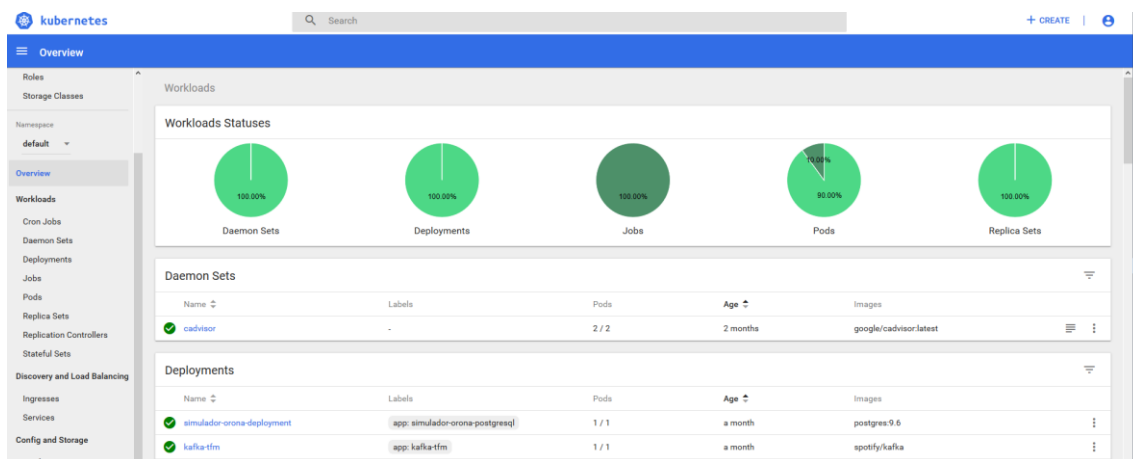 kubernetes
Search
+ CREATE |
Overview
Roles
Storage Classes
Namespace
default
Overview
Workloads
Cron Jobs
Daemon Sets
Deployments
Jobs
Pods
Replica Sets
Replication Controllers
Stateful Sets
Discovery and Load Balancing
Ingresses
Services
Config and Storage
Workloads
Workloads Statuses
100.00% 100.00% 100.00% 10.00% 90.00% 100.00%
Daemon Sets Deployments Jobs Pods Replica Sets
Daemon Sets
Name Labels Pods Age Images
cadvisor - 2 / 2 2 months google/cadvisor:latest
Deployments
Name Labels Pods Age Images
simulador-orona-deployment app: simulador-orona-postgresql 1 / 1 a month postgres:9.6
kafka-tfm app: kafka-tfm 1 / 1 a month spotify/kafka